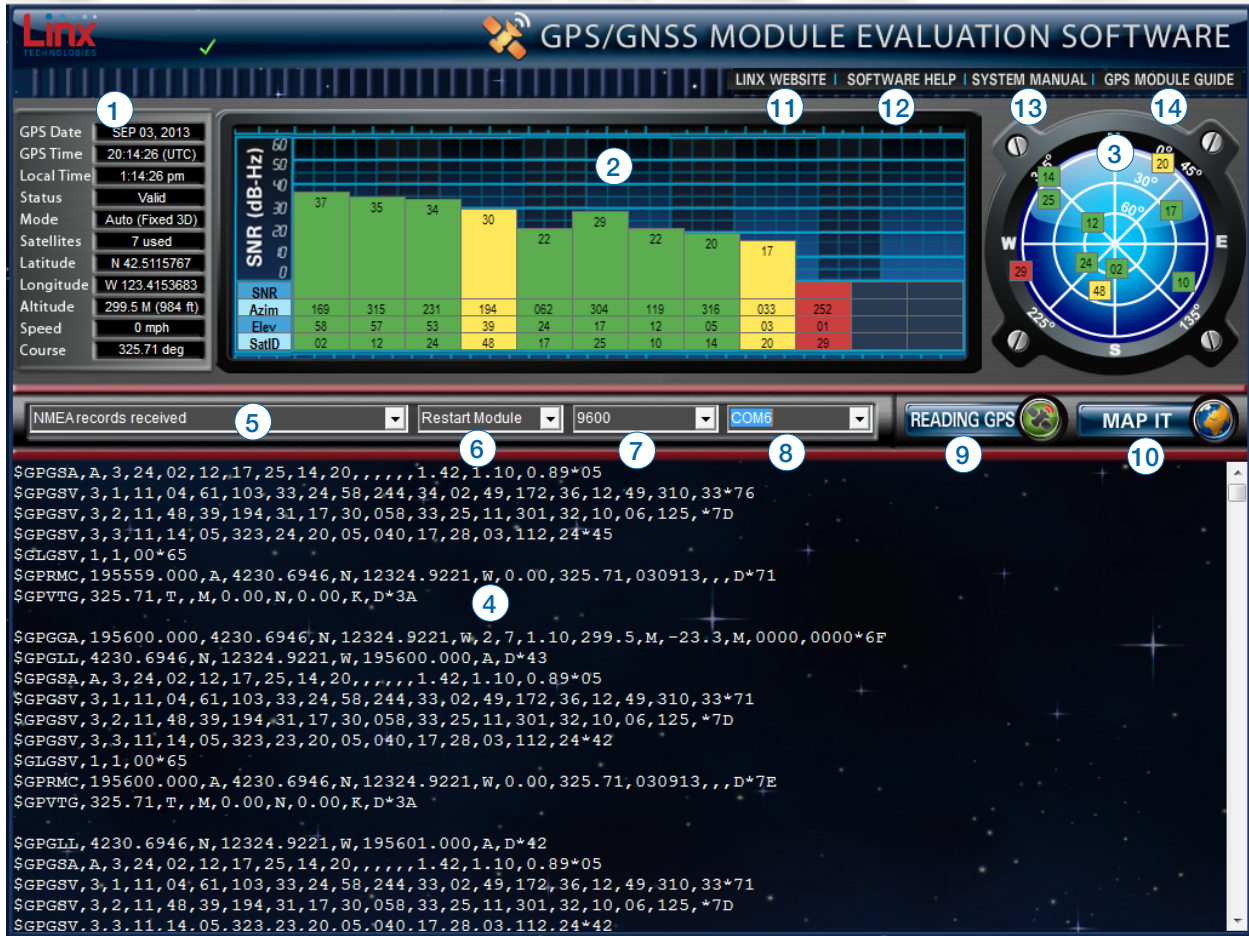 Linx
TECHNOLOGIES
GPS/GNSS MODULE EVALUATION SOFTWARE
LINX WEBSITE | SOFTWARE HELP | SYSTEM MANUAL | GPS MODULE GUIDE
11 12 13 14
1
GPS Date SEP 03, 2013
GPS Time 20:14:26 (UTC)
Local Time 1:14:26 pm
Status Valid
Mode Auto (Fixed 3D)
Satellites 7 used
Latitude N 42.5115767
Longitude W 123.4153683
Altitude 299.5 M (984 ft)
Speed 0 mph
Course 325.71 deg
2
SNR (dB-Hz)
60
50
40
30
20
10
0
37 35 34 30 22 29 22 20 17
SNR
Azim 169 315 231 194 062 304 119 316 033 252
Elev 58 57 53 39 24 17 12 05 03 01
SatID 02 12 24 48 17 25 10 14 20 29
3
0°
20
45°
14
30°
25
60°
17
12
W
E
24
02
29
10
48
225°
135°
S
NMEA records received
5
Restart Module
6
9600
7
COM6
8
READING GPS
9
MAP IT
10
$GPGSA,A,3,24,02,12,17,25,14,20,,,,,,1.42,1.10,0.89*05
$GPGSV,3,1,11,04,61,103,33,24,58,244,34,02,49,172,36,12,49,310,33*76
$GPGSV,3,2,11,48,39,194,31,17,30,058,33,25,11,301,32,10,06,125,*7D
$GPGSV,3,3,11,14,05,323,24,20,05,040,17,28,03,112,24*45
$GLGSV,1,1,00*65
$GPRMC,195559.000,A,4230.6946,N,12324.9221,W,0.00,325.71,030913,,,D*71
$GPVTG,325.71,T,,M,0.00,N,0.00,K,D*3A
4
$GPGGA,195600.000,4230.6946,N,12324.9221,W,2,7,1.10,299.5,M,-23.3,M,0000,0000*6F
$GPGLL,4230.6946,N,12324.9221,W,195600.000,A,D*43
$GPGSA,A,3,24,02,12,17,25,14,20,,,,,,1.42,1.10,0.89*05
$GPGSV,3,1,11,04,61,103,33,24,58,244,33,02,49,172,36,12,49,310,33*71
$GPGSV,3,2,11,48,39,194,31,17,30,058,33,25,11,301,32,10,06,125,*7D
$GPGSV,3,3,11,14,05,323,23,20,05,040,17,28,03,112,24*42
$GLGSV,1,1,00*65
$GPRMC,195600.000,A,4230.6946,N,12324.9221,W,0.00,325.71,030913,,,D*7E
$GPVTG,325.71,T,,M,0.00,N,0.00,K,D*3A
$GPGLL,4230.6946,N,12324.9221,W,195601.000,A,D*42
$GPGSA,A,3,24,02,12,17,25,14,20,,,,,,1.42,1.10,0.89*05
$GPGSV,3,1,11,04,61,103,33,24,58,244,33,02,49,172,36,12,49,310,33*71
$GPGSV,3,2,11,48,39,194,31,17,30,058,33,25,11,301,32,10,06,125,*7D
$GPGSV,3,3,11,14,05,323,23,20,05,040,17,28,03,112,24*42